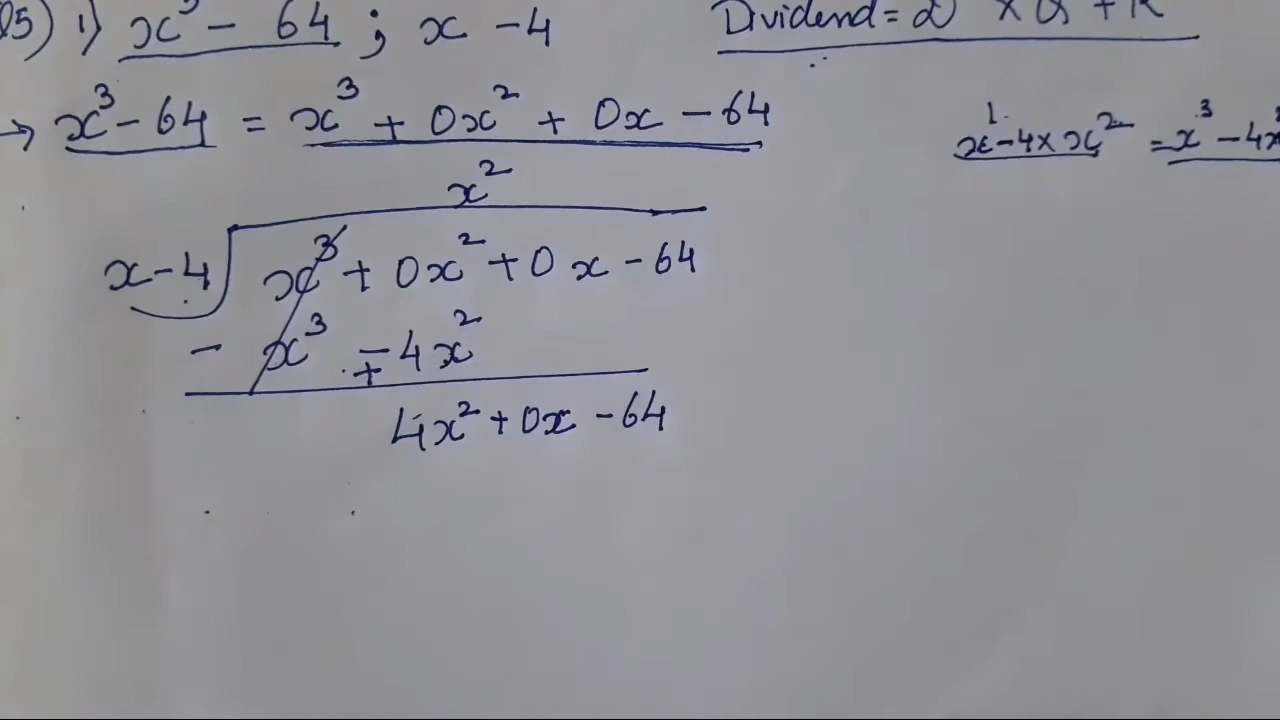 Q5) 1) x³ - 64 ; x - 4
Dividend = D × Q + R
→ x³ - 64 = x³ + 0x² + 0x - 64
x - 4 × x² = x³ - 4x²
x²
x - 4 x³ + 0x² + 0x - 64
- x³ - 4x²
+
4x² + 0x - 64